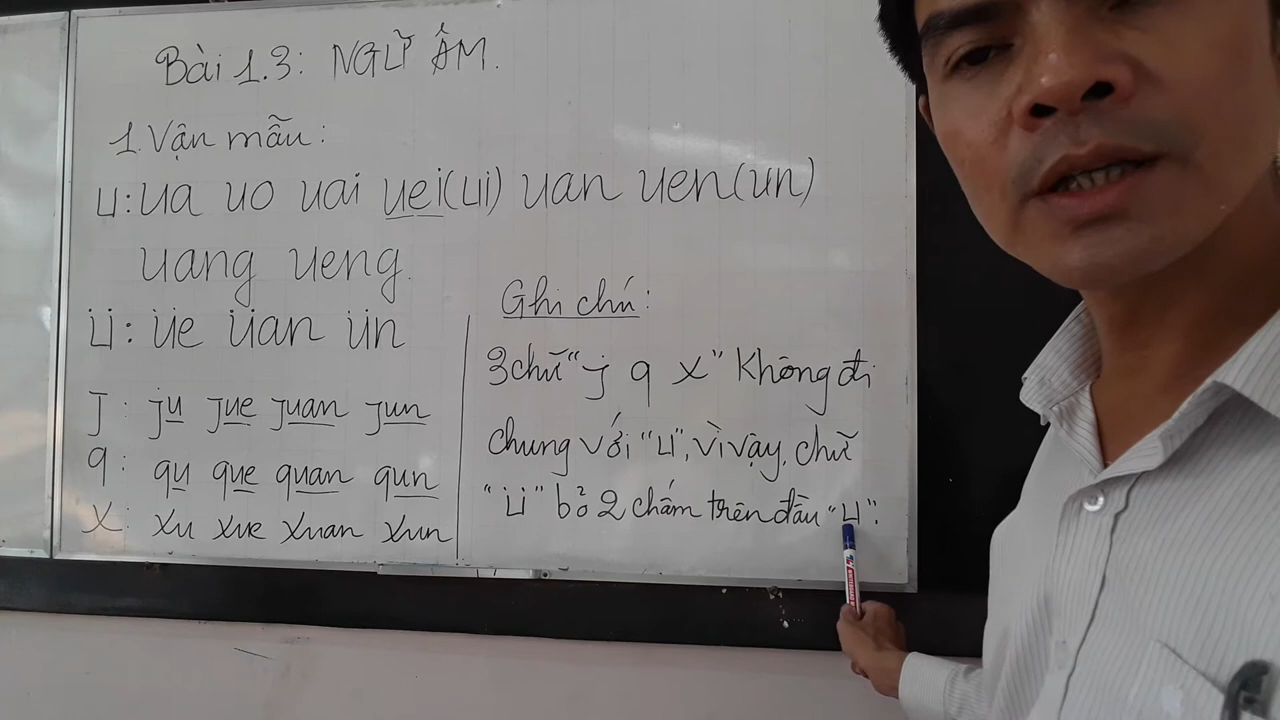 Bài 1.3: NGỮ ÂM.
1. Vận mẫu:
u: ua uo uai uei(ui) uan uen(un)
uang ueng.
ü: üe üan ün
j: ju jue juan jun
q: qu que quan qun
x: xu xue xuan xun
Ghi chú:
3 chữ "j q x" không đi
chung với "u", vì vậy, chữ
"ü" bỏ 2 chấm trên đầu "u".